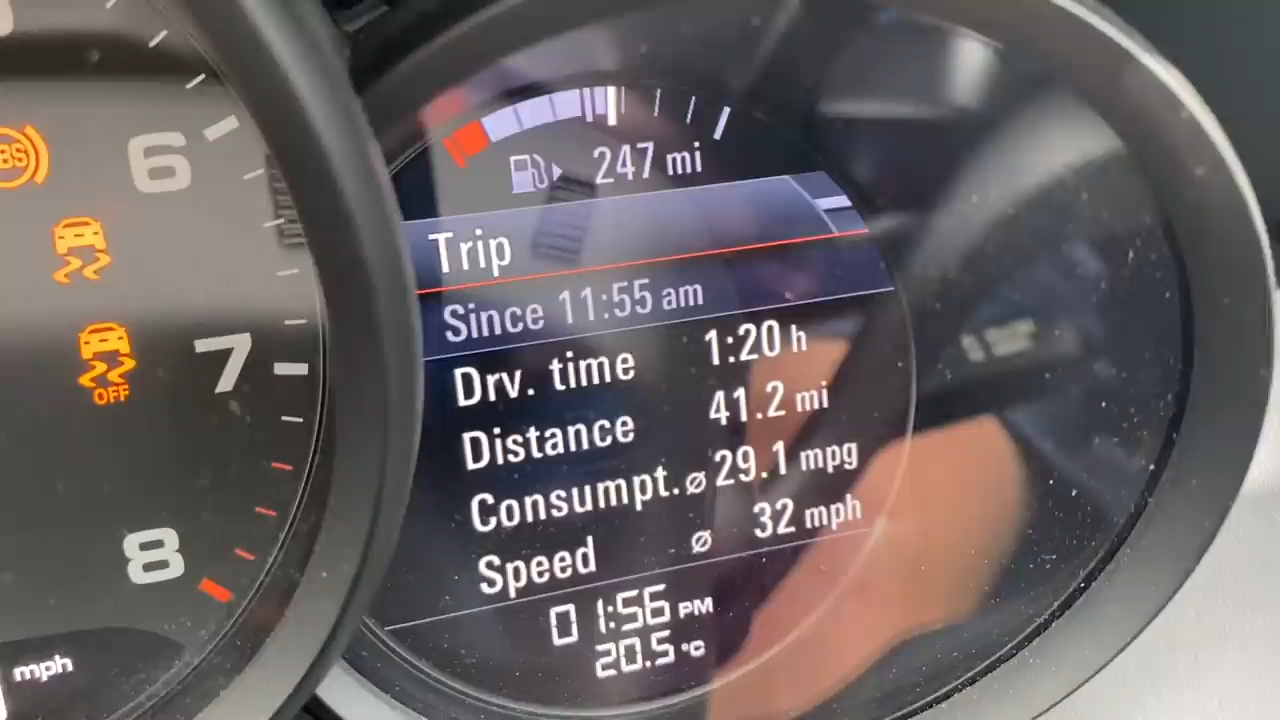 BS
6
7
8
OFF
mph
247 mi
Trip
Since 11:55 am
Drv. time 1:20 h
Distance 41.2 mi
Consumpt. ø 29.1 mpg
Speed ø 32 mph
01:56 PM
20.5 °C